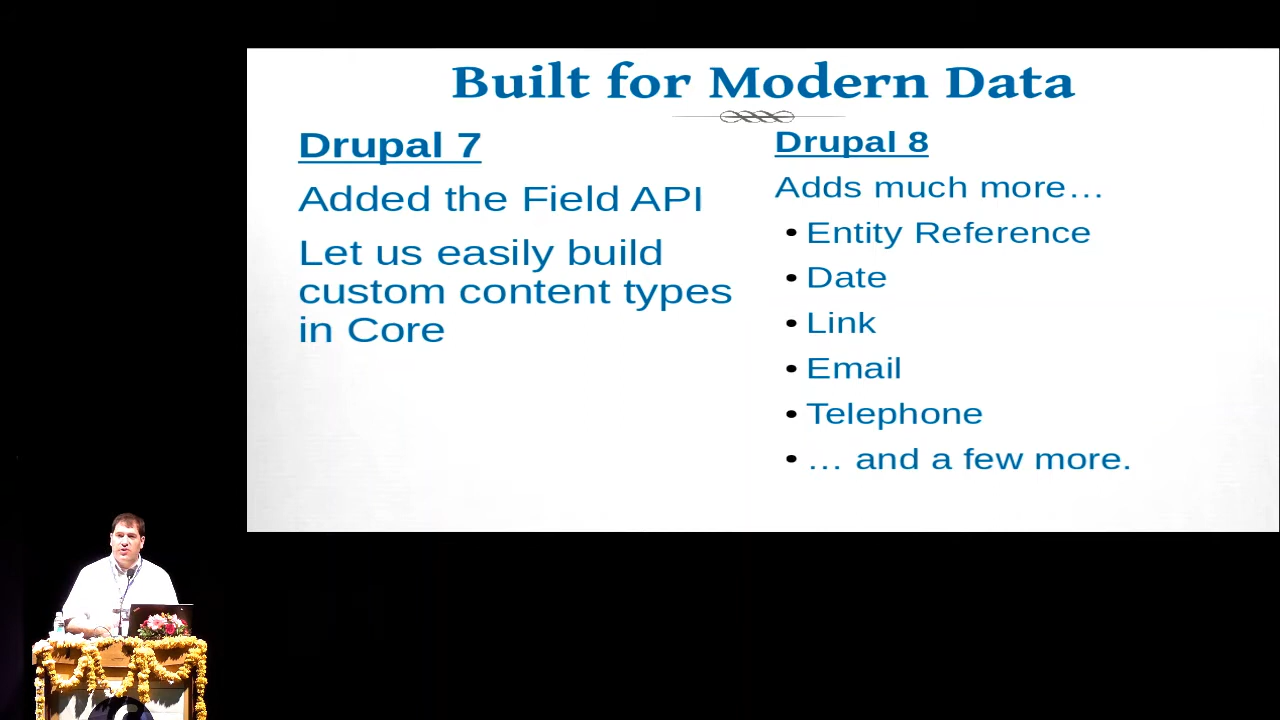 Built for Modern Data
Drupal 7
Added the Field API
Let us easily build
custom content types
in Core
Drupal 8
Adds much more…
• Entity Reference
• Date
• Link
• Email
• Telephone
• … and a few more.